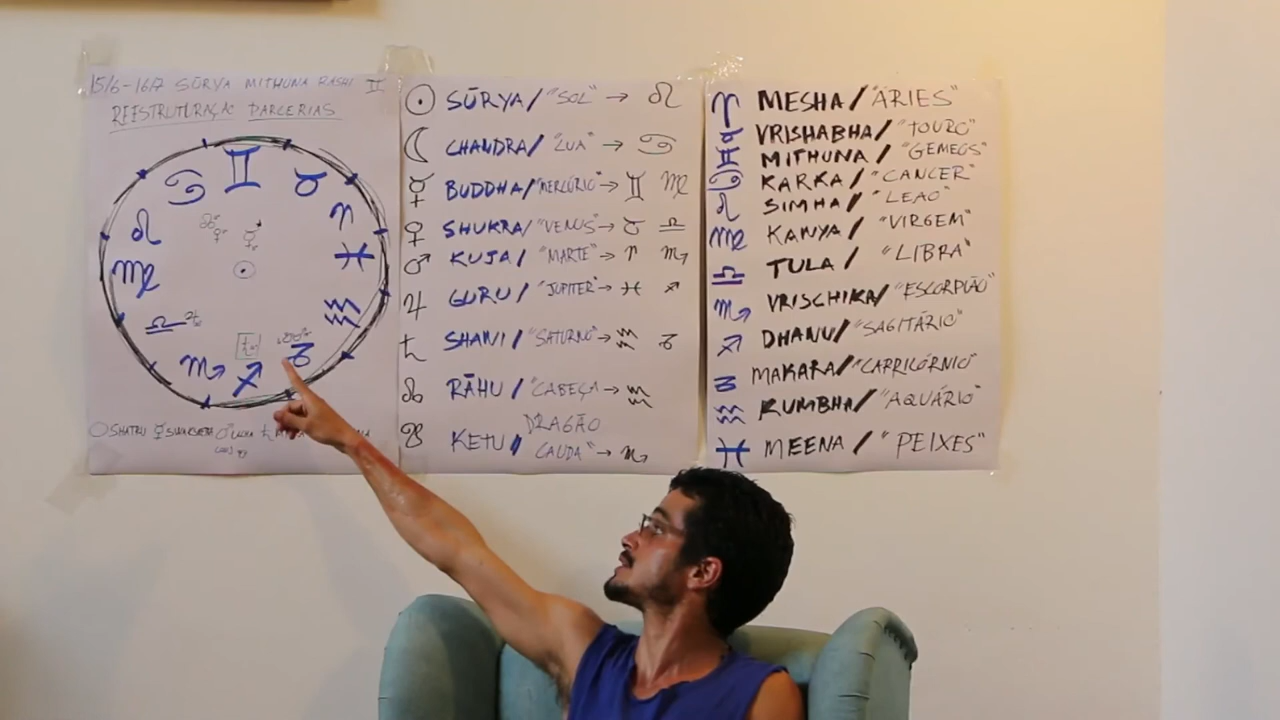 15/6-16/7 SŪRYA MITHUNA RASHI ♊
REESTRUTURAÇÃO PARCERIAS
☉ SŪRYA / "SOL" → ♌
☾ CHANDRA / "LUA" → ♋
☿ BUDDHA / "MERCÚRIO" → ♊ ♍
♀ SHUKRA / "VENUS" → ♉ ♎
♂ KUJA / "MARTE" → ♈ ♏
♃ GURU / "JUPITER" → ♓ ♐
♄ SHANI / "SATURNO" → ♒ ♑
☊ RĀHU / "CABEÇA → ♒
DRAGÃO
☋ KETU / CAUDA" → ♏
♈ MESHA / "ÁRIES"
♉ VRISHABHA / "TOURO"
♊ MITHUNA / "GEMEOS"
♋ KARKA / "CANCER"
♌ SIMHA / "LEAO"
♍ KANYA / "VIRGEM"
♎ TULA / "LIBRA"
♏ VRISCHIKA / "ESCORPIÃO"
♐ DHANU / "SAGITÁRIO"
♑ MAKARA / "CAPRICÓRNIO"
♒ KUMBHA / "AQUÁRIO"
♓ MEENA / "PEIXES"